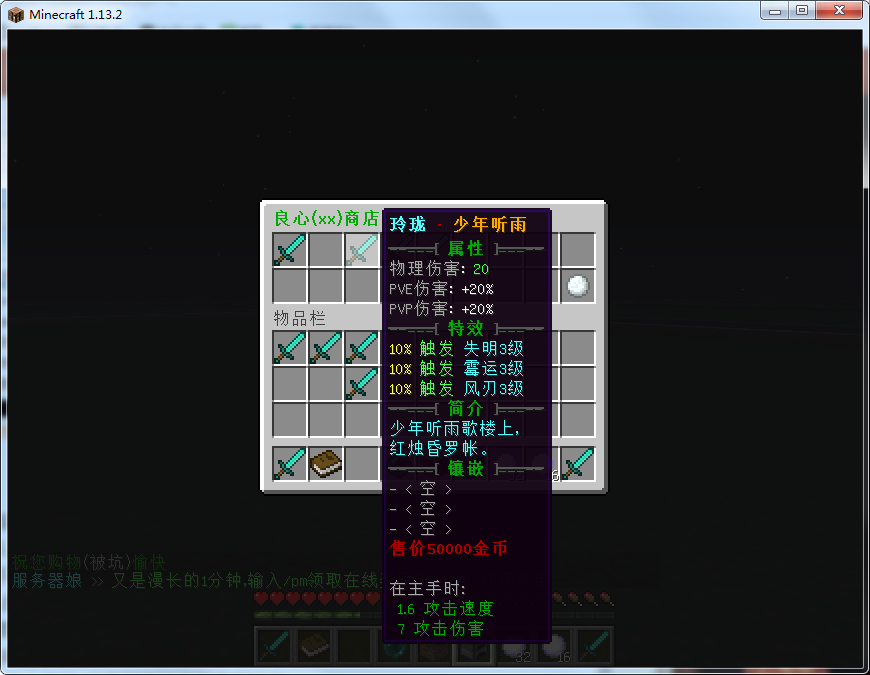 Minecraft 1.13.2
良心(xx)商店
物品栏
玲珑 · 少年听雨
-----[ 属性 ]-----
物理伤害: 20
PVE伤害: +20%
PVP伤害: +20%
-----[ 特效 ]-----
10% 触发 失明3级
10% 触发 霉运3级
10% 触发 风刃3级
-----[ 简介 ]-----
少年听雨歌楼上,
红烛昏罗帐。
-----[ 镶嵌 ]-----
- < 空 >
- < 空 >
- < 空 >
售价50000金币
在主手时:
1.6 攻击速度
7 攻击伤害
6
祝您购物(被坑)愉快
服务器娘 >> 又是漫长的1分钟,输入/pm领取在线
32
16